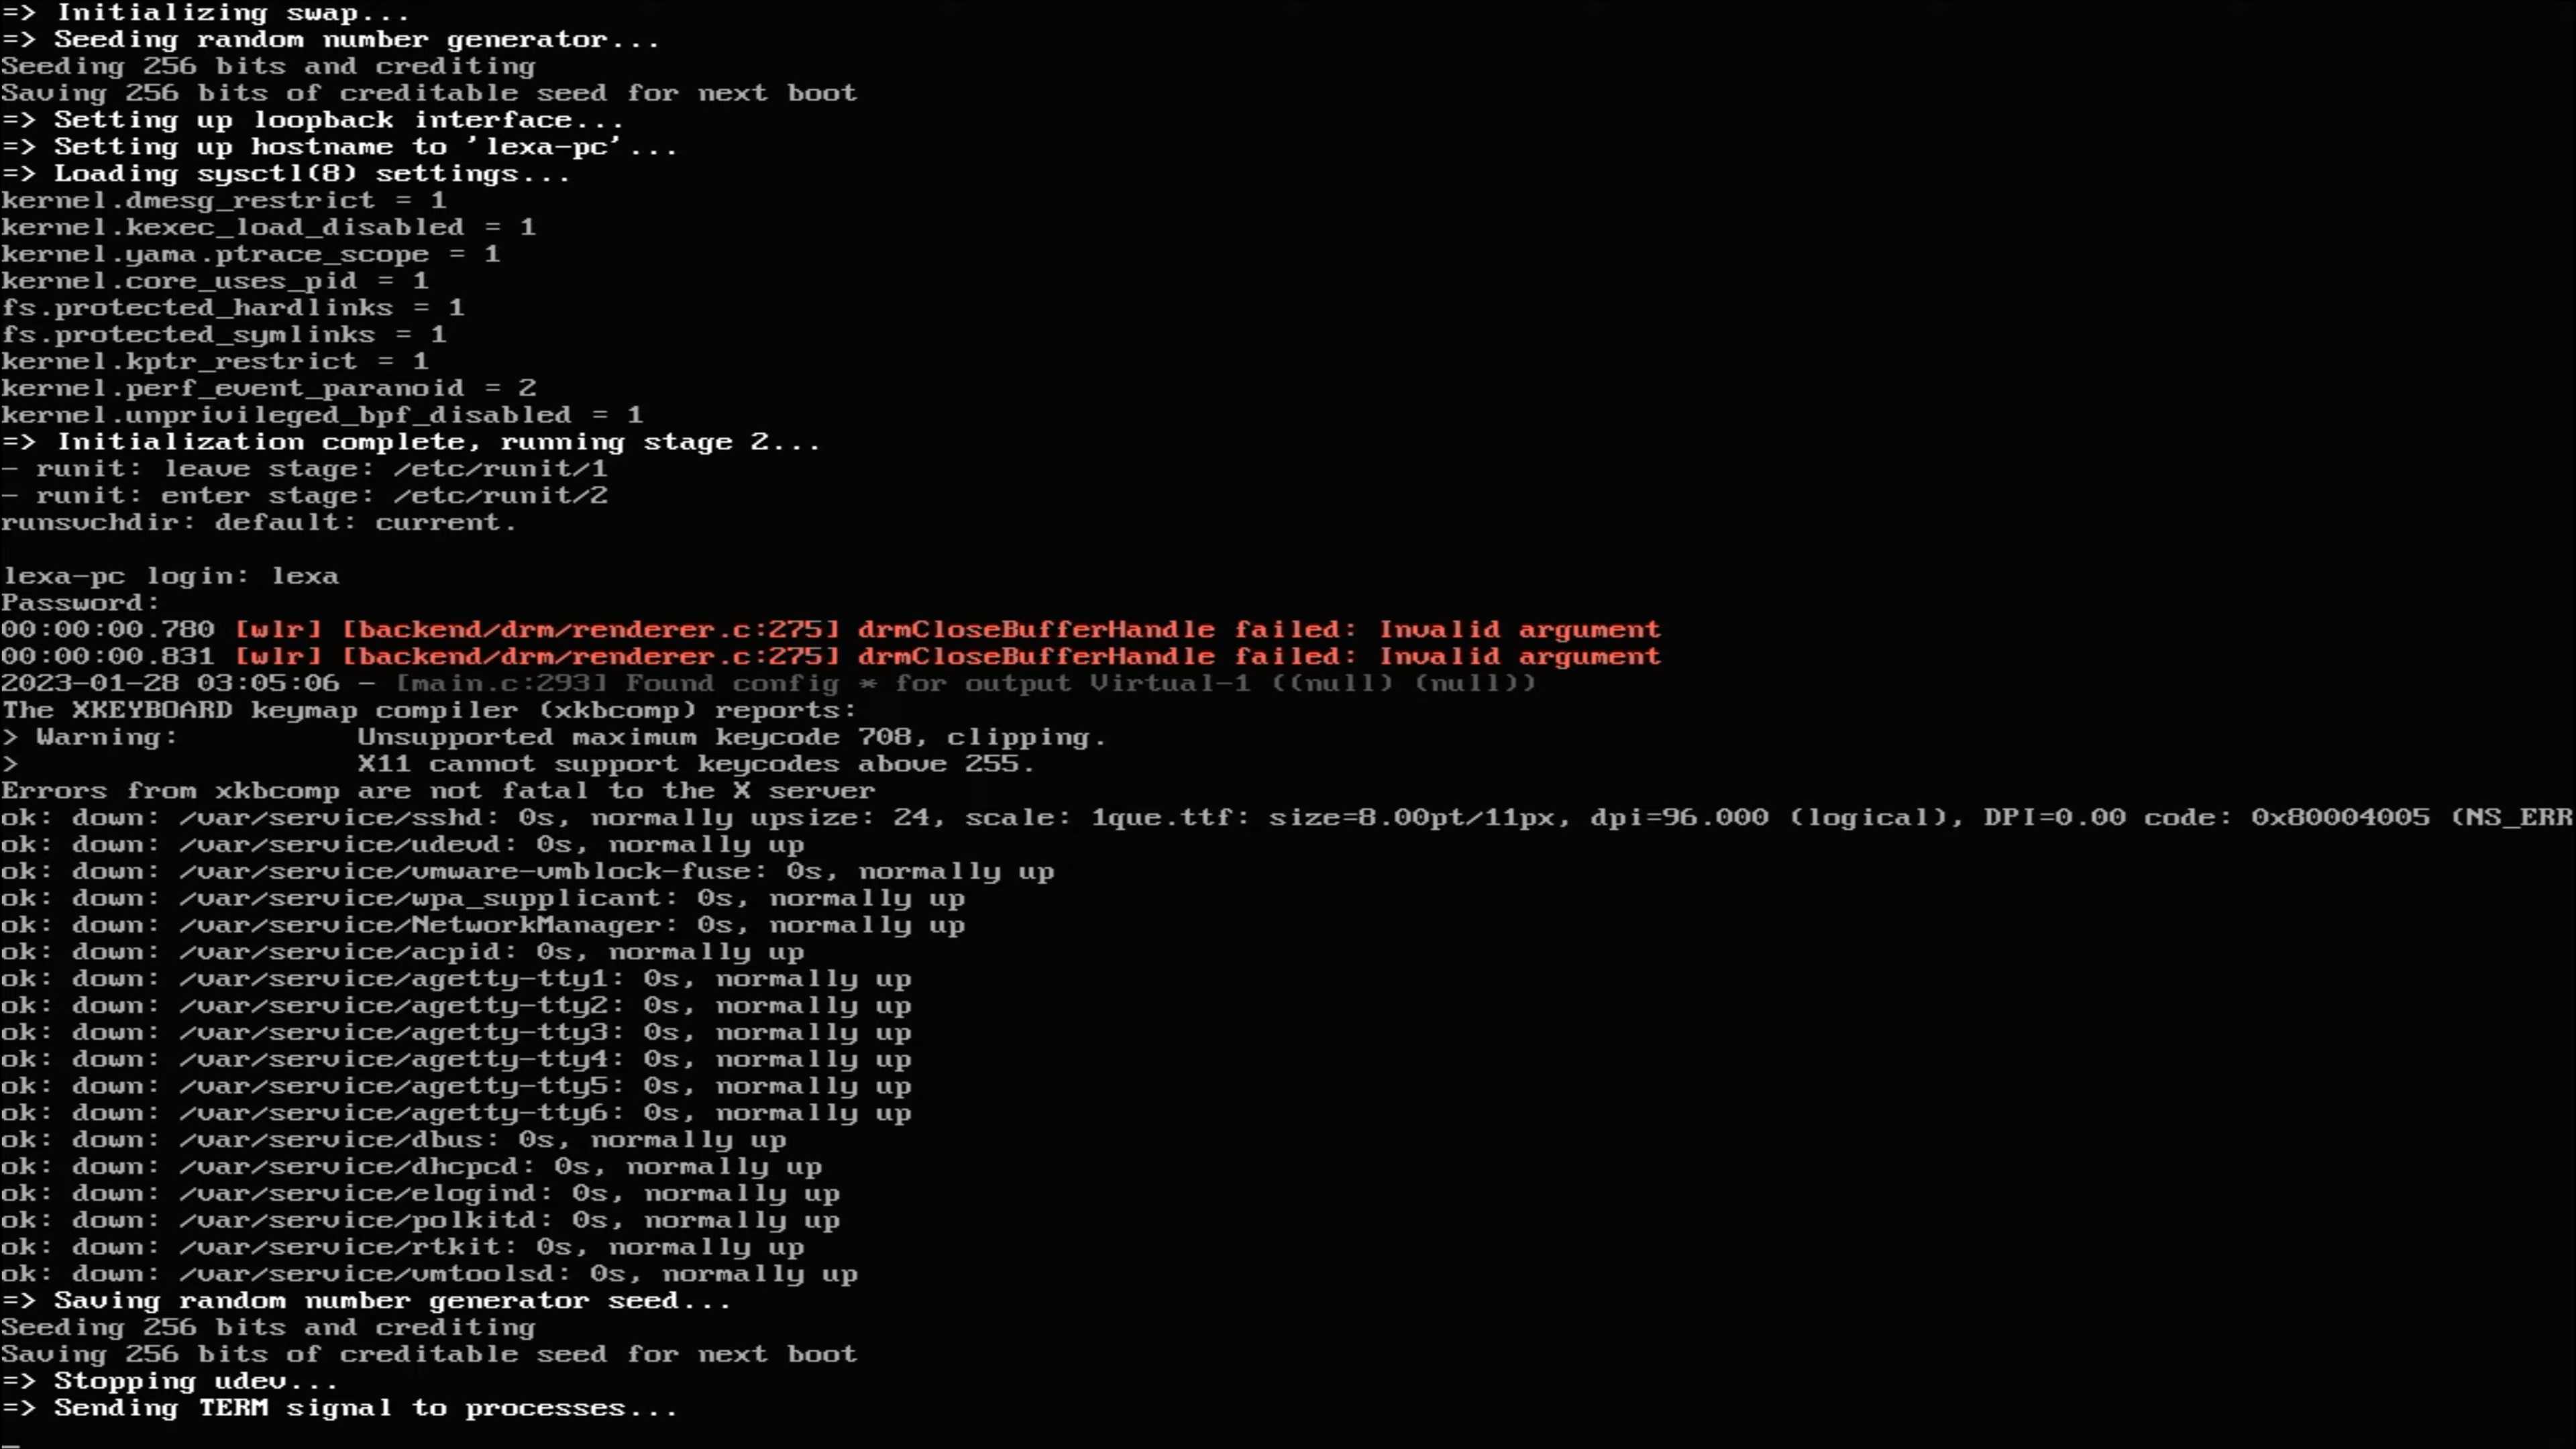 => Initializing swap...
=> Seeding random number generator...
Seeding 256 bits and crediting
Saving 256 bits of creditable seed for next boot
=> Setting up loopback interface...
=> Setting up hostname to 'lexa-pc'...
=> Loading sysctl(8) settings...
kernel.dmesg_restrict = 1
kernel.kexec_load_disabled = 1
kernel.yama.ptrace_scope = 1
kernel.core_uses_pid = 1
fs.protected_hardlinks = 1
fs.protected_symlinks = 1
kernel.kptr_restrict = 1
kernel.perf_event_paranoid = 2
kernel.unprivileged_bpf_disabled = 1
=> Initialization complete, running stage 2...
- runit: leave stage: /etc/runit/1
- runit: enter stage: /etc/runit/2
runsvchdir: default: current.
lexa-pc login: lexa
Password:
00:00:00.780 [wlr] [backend/drm/renderer.c:275] drmCloseBufferHandle failed: Invalid argument
00:00:00.831 [wlr] [backend/drm/renderer.c:275] drmCloseBufferHandle failed: Invalid argument
2023-01-28 03:05:06 - [main.c:293] Found config * for output Virtual-1 ((null) (null))
The XKEYBOARD keymap compiler (xkbcomp) reports:
> Warning:          Unsupported maximum keycode 708, clipping.
>                   X11 cannot support keycodes above 255.
Errors from xkbcomp are not fatal to the X server
ok: down: /var/service/sshd: 0s, normally upsize: 24, scale: 1que.ttf: size=8.00pt/11px, dpi=96.000 (logical), DPI=0.00 code: 0x80004005 (NS_ERR
ok: down: /var/service/udevd: 0s, normally up
ok: down: /var/service/vmware-vmblock-fuse: 0s, normally up
ok: down: /var/service/wpa_supplicant: 0s, normally up
ok: down: /var/service/NetworkManager: 0s, normally up
ok: down: /var/service/acpid: 0s, normally up
ok: down: /var/service/agetty-tty1: 0s, normally up
ok: down: /var/service/agetty-tty2: 0s, normally up
ok: down: /var/service/agetty-tty3: 0s, normally up
ok: down: /var/service/agetty-tty4: 0s, normally up
ok: down: /var/service/agetty-tty5: 0s, normally up
ok: down: /var/service/agetty-tty6: 0s, normally up
ok: down: /var/service/dbus: 0s, normally up
ok: down: /var/service/dhcpcd: 0s, normally up
ok: down: /var/service/elogind: 0s, normally up
ok: down: /var/service/polkitd: 0s, normally up
ok: down: /var/service/rtkit: 0s, normally up
ok: down: /var/service/vmtoolsd: 0s, normally up
=> Saving random number generator seed...
Seeding 256 bits and crediting
Saving 256 bits of creditable seed for next boot
=> Stopping udev...
=> Sending TERM signal to processes...